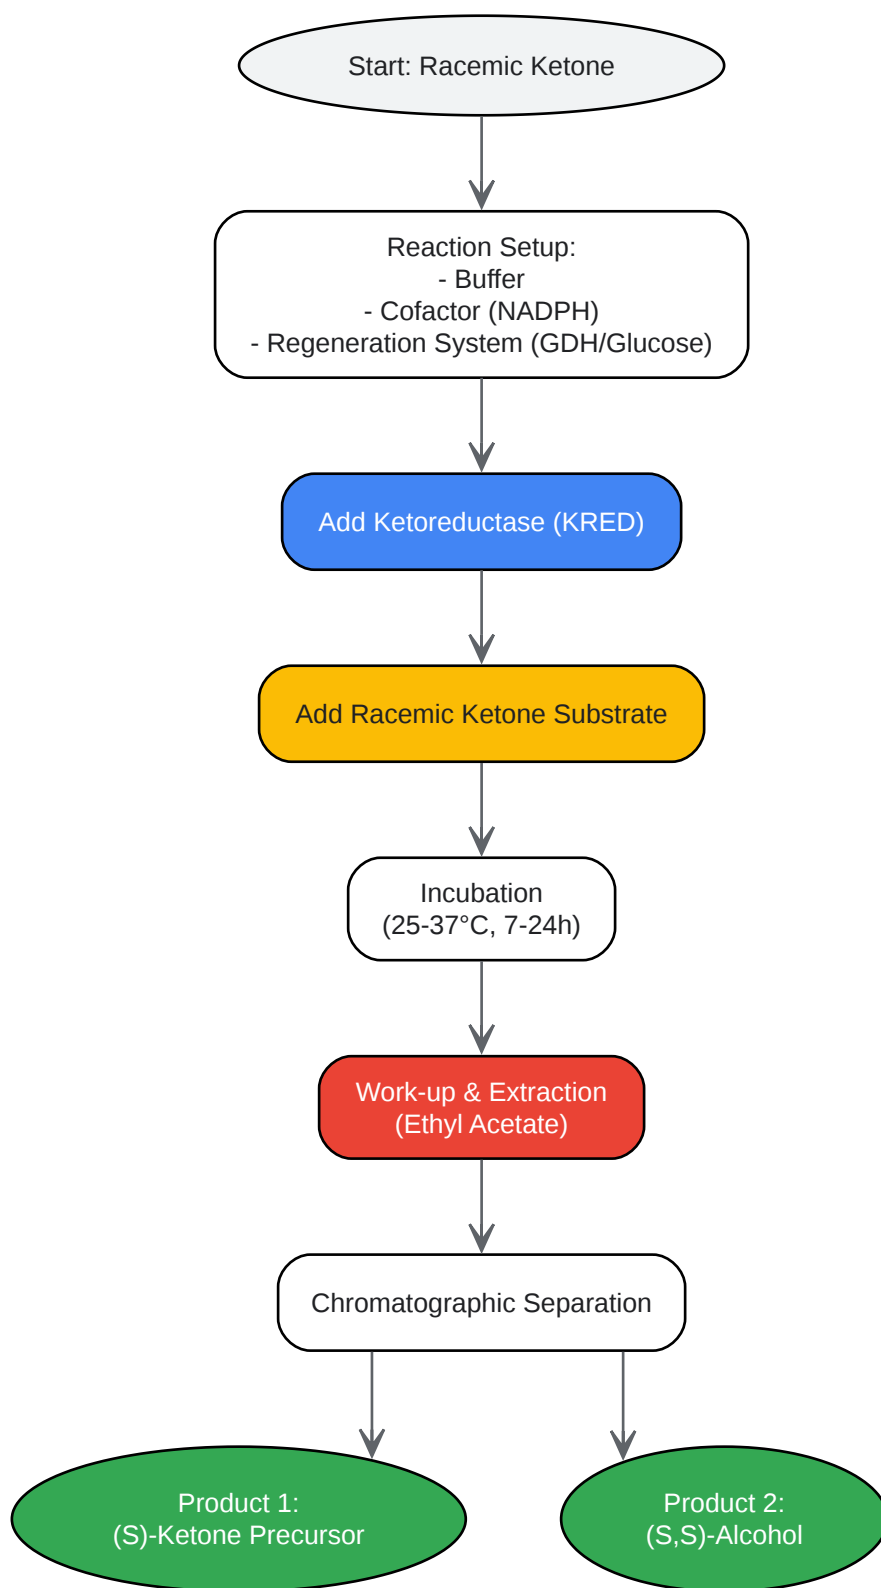 Start: Racemic Ketone
Reaction Setup:
- Buffer
- Cofactor (NADPH)
- Regeneration System (GDH/Glucose)
Add Ketoreductase (KRED)
Add Racemic Ketone Substrate
Incubation
(25-37°C, 7-24h)
Work-up & Extraction
(Ethyl Acetate)
Chromatographic Separation
Product 1:
(S)-Ketone Precursor
Product 2:
(S,S)-Alcohol